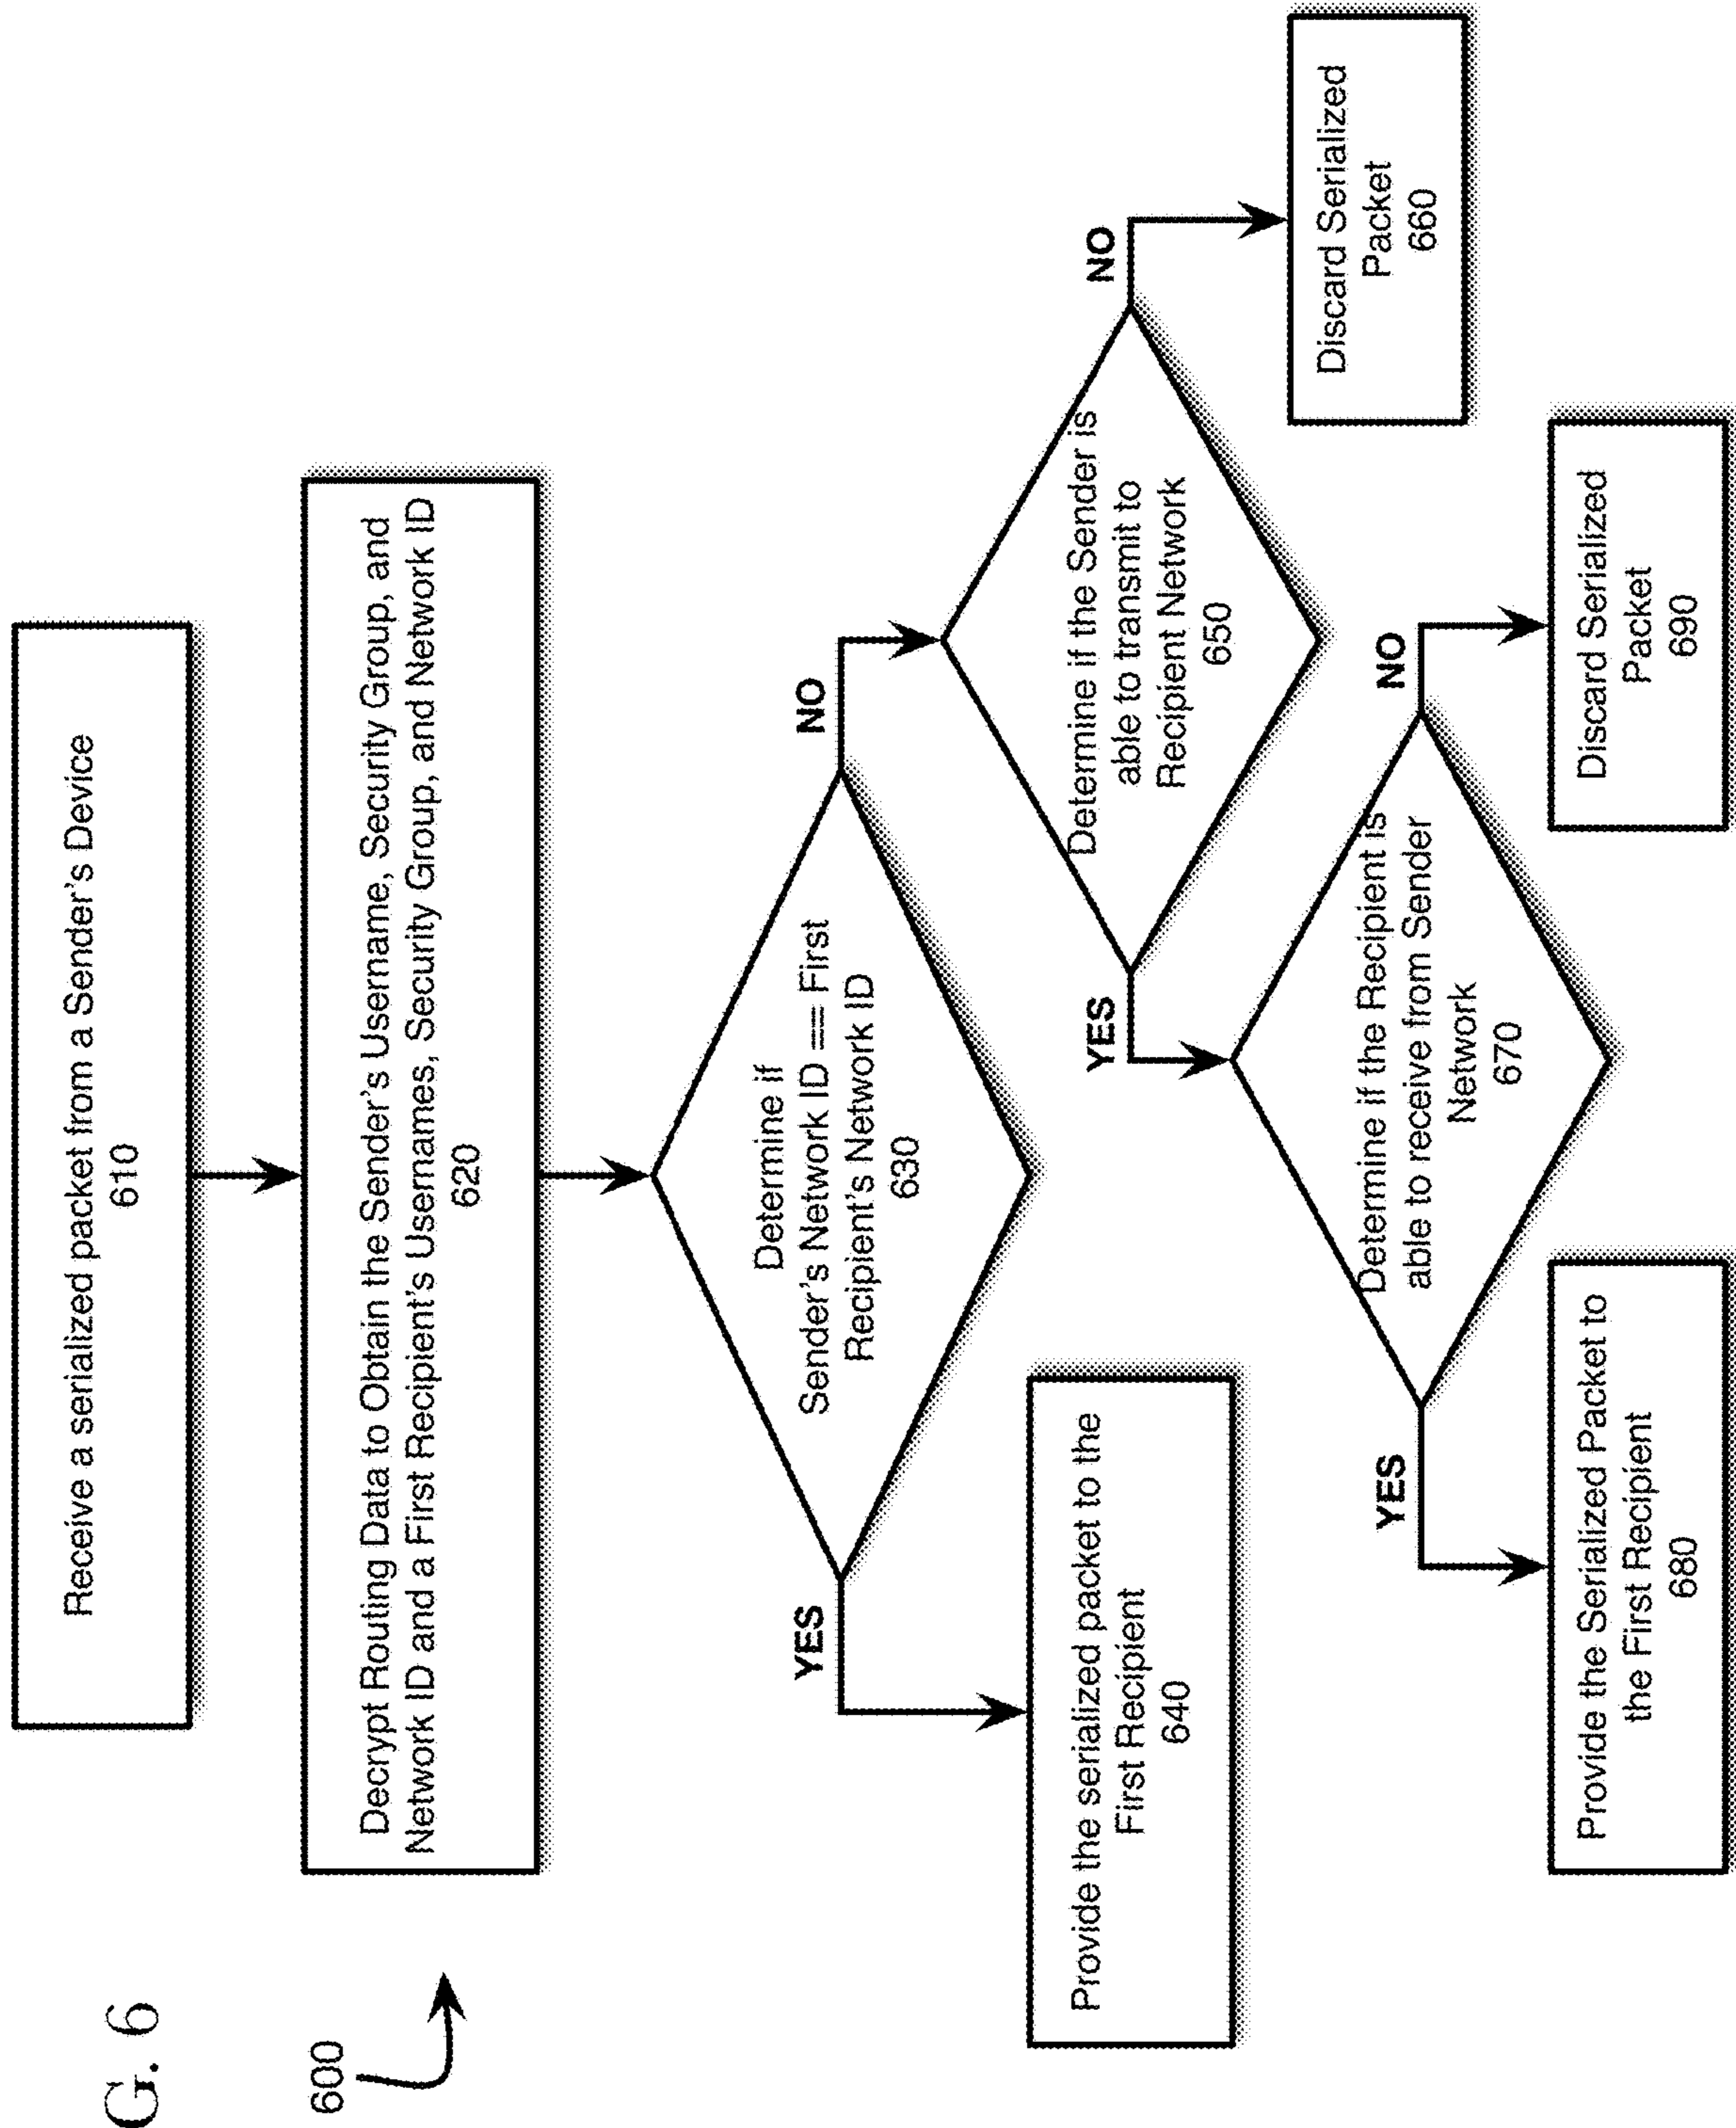 G. 6
600
Receive a serialized packet from a Sender's Device
610
Decrypt Routing Data to Obtain the Sender's Username, Security Group, and
Network ID and a First Recipient's Usernames, Security Group, and Network ID
620
Determine if
Sender's Network ID == First
Recipient's Network ID
630
YES
NO
Provide the serialized packet to the
First Recipient
640
Determine if the Sender is
able to transmit to
Recipient Network
650
YES
NO
Discard Serialized
Packet
660
Determine if the Recipient is
able to receive from Sender
Network
670
YES
NO
Provide the Serialized Packet to
the First Recipient
680
Discard Serialized
Packet
690